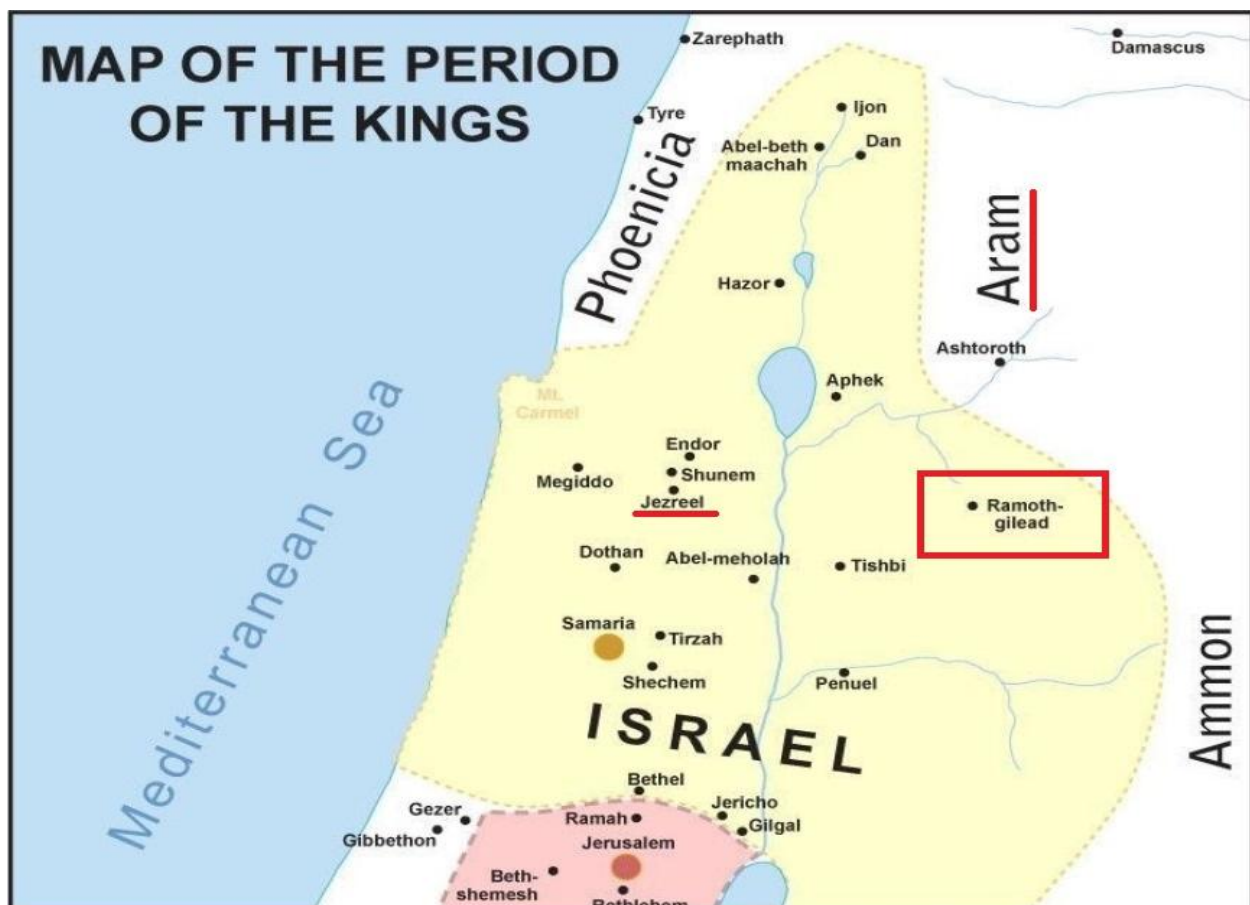 MAP OF THE PERIOD
OF THE KINGS
Zarephath
Damascus
Tyre
Ijon
Abel-beth
maachah
Dan
Phoenicia
Aram
Hazor
Ashtoroth
Aphek
Mt.
Carmel
Mediterranean Sea
Endor
Shunem
Megiddo
Jezreel
Ramoth-
gilead
Dothan
Abel-meholah
Tishbi
Samaria
Tirzah
Shechem
Penuel
Ammon
ISRAEL
Bethel
Jericho
Gezer
Ramah
Gilgal
Gibbethon
Jerusalem
Beth-
shemesh
Bethlehem